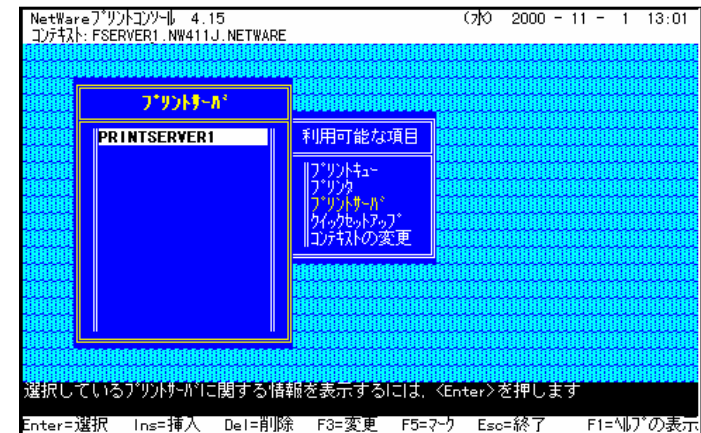 NetWareﾌﾟﾘﾝﾄｺﾝｿｰﾙ 4.15 (水) 2000 - 11 - 1 13:01
ｺﾝﾃｷｽﾄ: FSERVER1.NW411J.NETWARE
ﾌﾟﾘﾝﾄｻｰﾊﾞ
PRINTSERVER1
利用可能な項目
ﾌﾟﾘﾝﾄｷｭｰ
ﾌﾟﾘﾝﾀ
ﾌﾟﾘﾝﾄｻｰﾊﾞ
ｸｲｯｸｾｯﾄｱｯﾌﾟ
ｺﾝﾃｷｽﾄの変更
選択しているﾌﾟﾘﾝﾄｻｰﾊﾞに関する情報を表示するには, <Enter>を押します
Enter=選択 Ins=挿入 Del=削除 F3=変更 F5=ﾏｰｸ Esc=終了 F1=ﾍﾙﾌﾟの表示